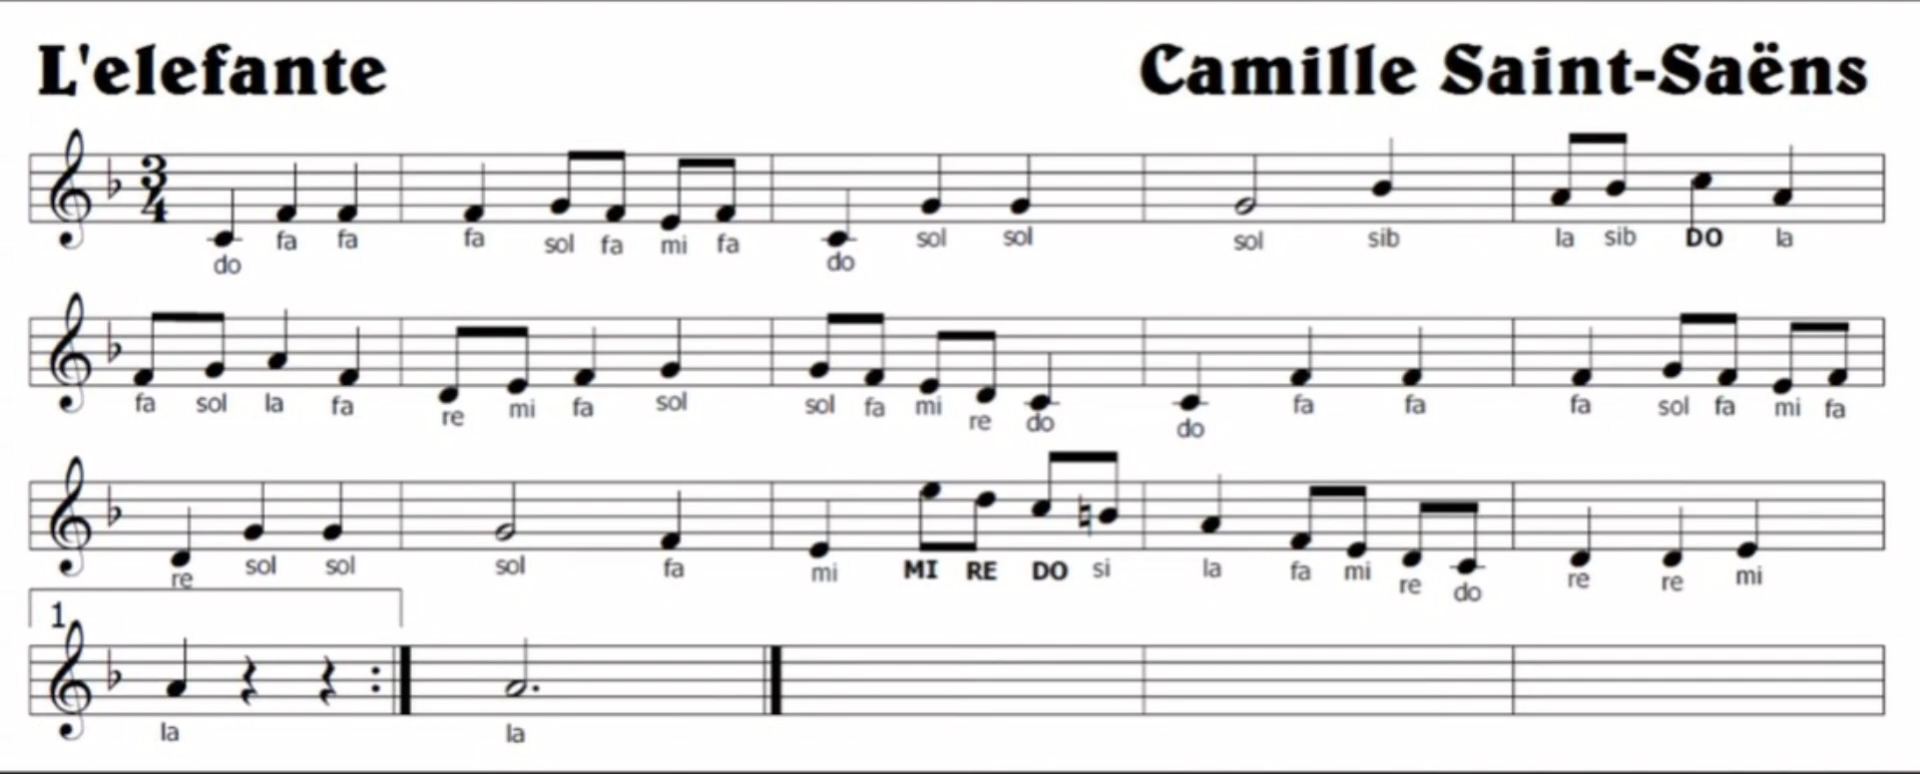 L'elefante Camille Saint-Saëns
3
4
do fa fa fa sol fa mi fa do sol sol sol sib la sib DO la
fa sol la fa re mi fa sol sol fa mi re do do fa fa fa sol fa mi fa
re sol sol sol fa mi MI RE DO si la fa mi re do re re mi
1
la la